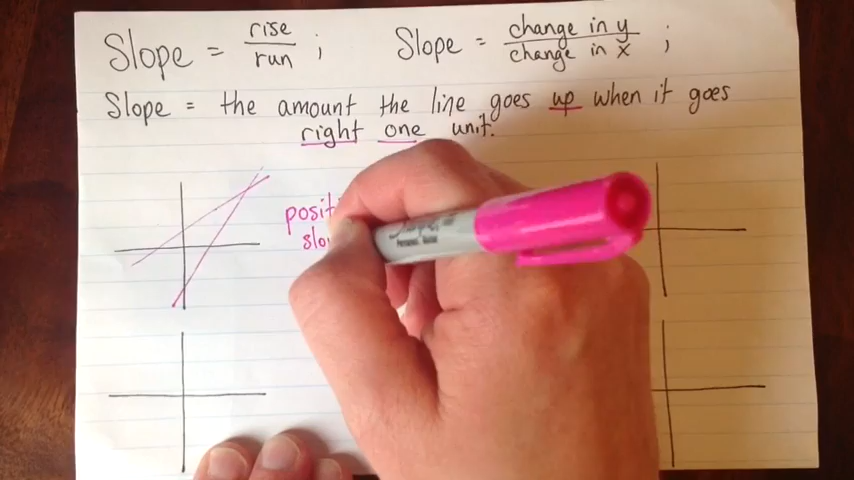 Slope = rise/run ; Slope = change in y/change in x ;
Slope = the amount the line goes up when it goes
right one unit.